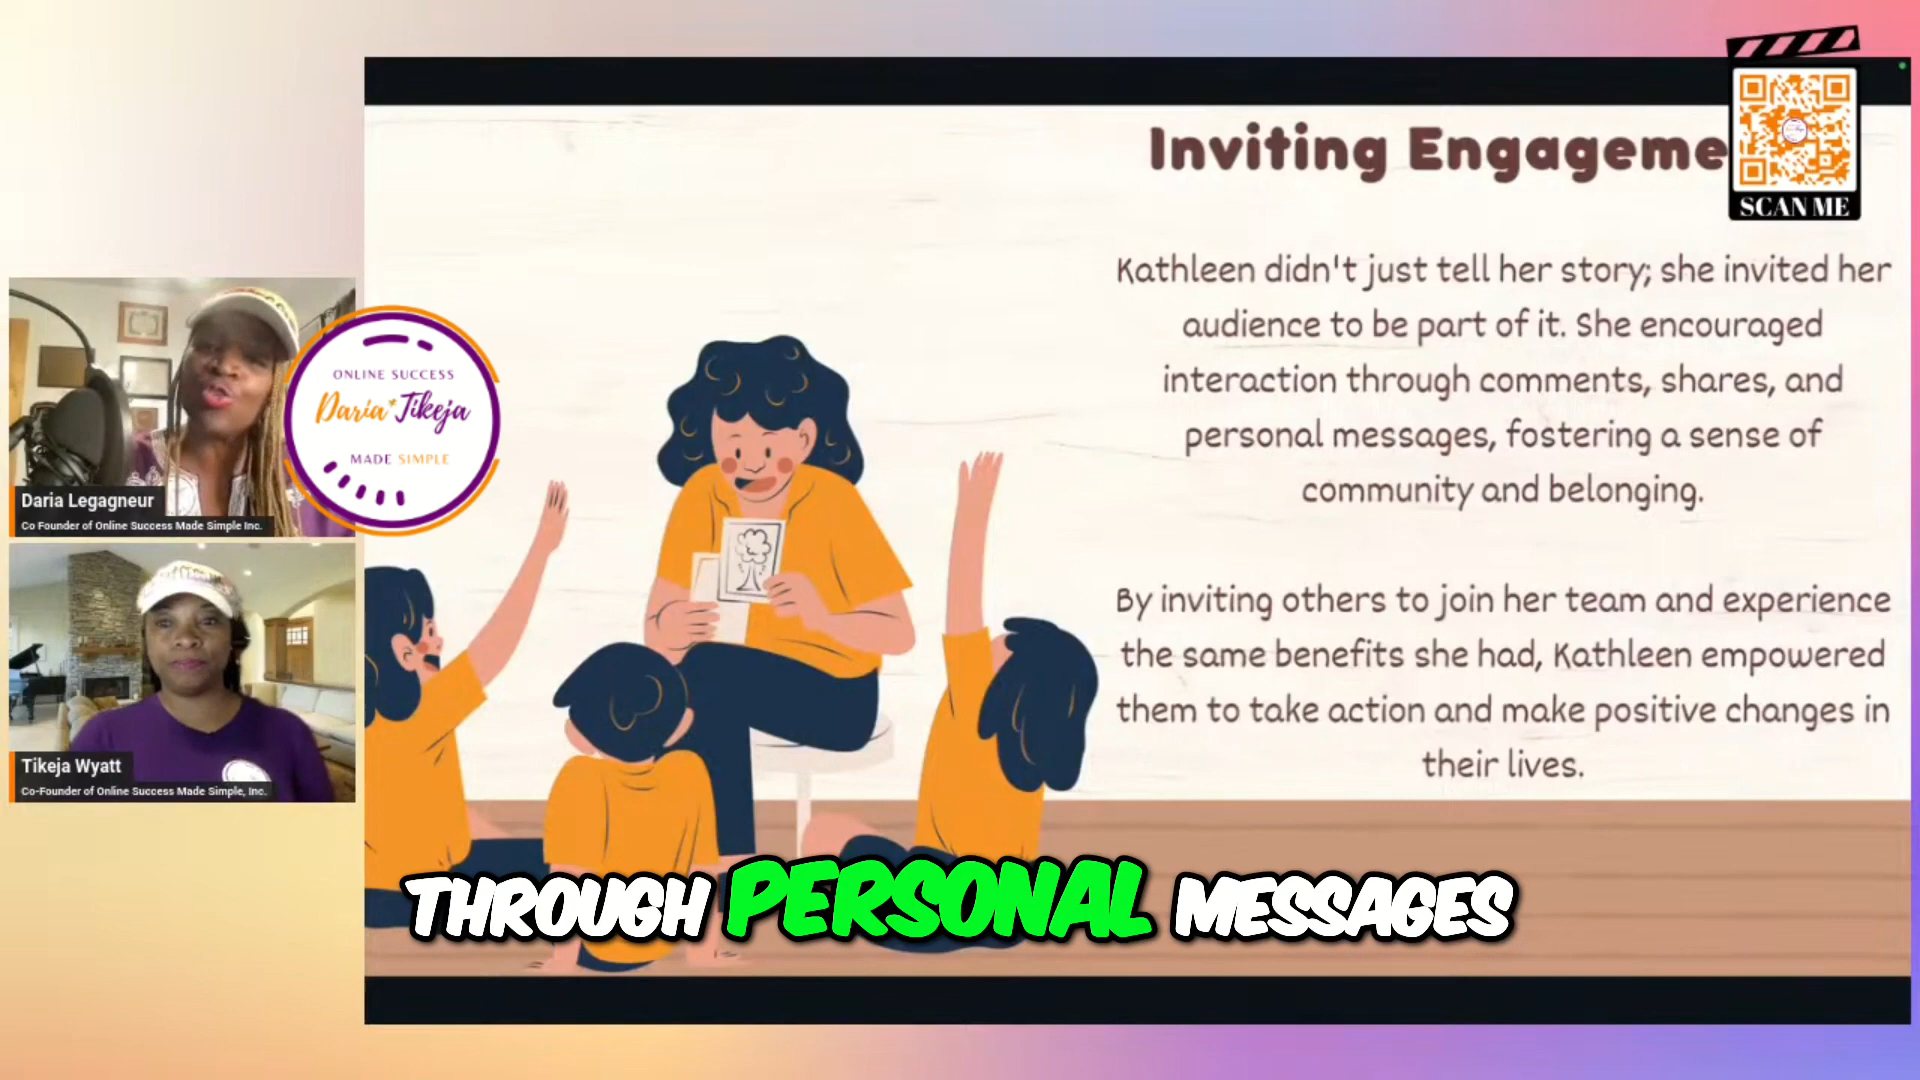 Inviting Engageme
SCAN ME
Kathleen didn't just tell her story; she invited her
audience to be part of it. She encouraged
interaction through comments, shares, and
personal messages, fostering a sense of
community and belonging.
By inviting others to join her team and experience
the same benefits she had, Kathleen empowered
them to take action and make positive changes in
their lives.
ONLINE SUCCESS
Daria Tikeja
MADE SIMPLE
Daria Legagneur
Co Founder of Online Success Made Simple Inc.
Tikeja Wyatt
Co-Founder of Online Success Made Simple, Inc.
THROUGH PERSONAL MESSAGES